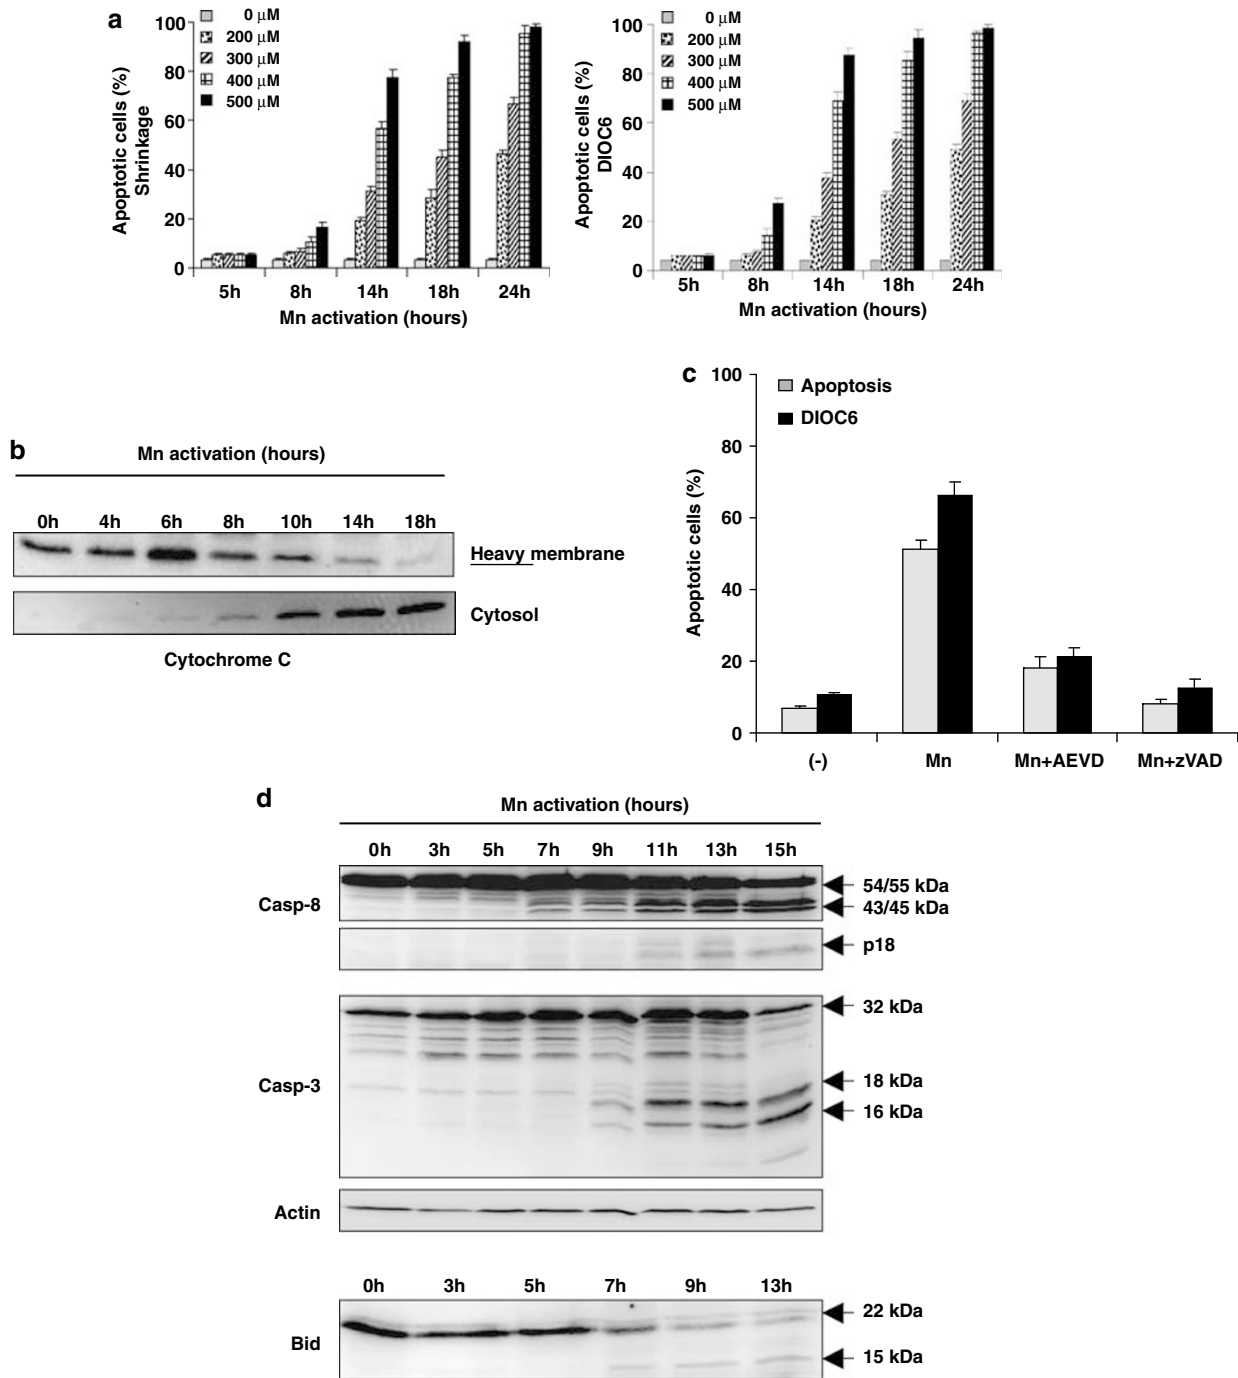 a
100
80
60
40
20
0
Apoptotic cells (%)
Shrinkage
0 µM
200 µM
300 µM
400 µM
500 µM
5h 8h 14h 18h 24h
Mn activation (hours)
100
80
60
40
20
0
Apoptotic cells (%)
DIOC6
0 µM
200 µM
300 µM
400 µM
500 µM
5h 8h 14h 18h 24h
Mn activation (hours)
b
Mn activation (hours)
0h 4h 6h 8h 10h 14h 18h
Heavy membrane
Cytosol
Cytochrome C
c
100
80
60
40
20
0
Apoptotic cells (%)
Apoptosis
DIOC6
(-) Mn Mn+AEVD Mn+zVAD
d
Mn activation (hours)
0h 3h 5h 7h 9h 11h 13h 15h
Casp-8
54/55 kDa
43/45 kDa
p18
Casp-3
32 kDa
18 kDa
16 kDa
Actin
0h 3h 5h 7h 9h 13h
Bid
22 kDa
15 kDa